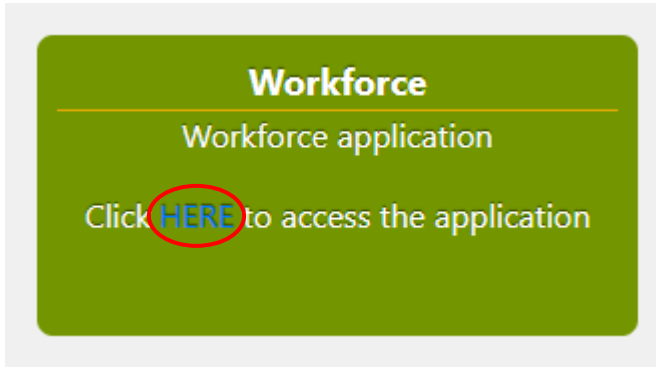 Workforce
Workforce application
Click HERE to access the application